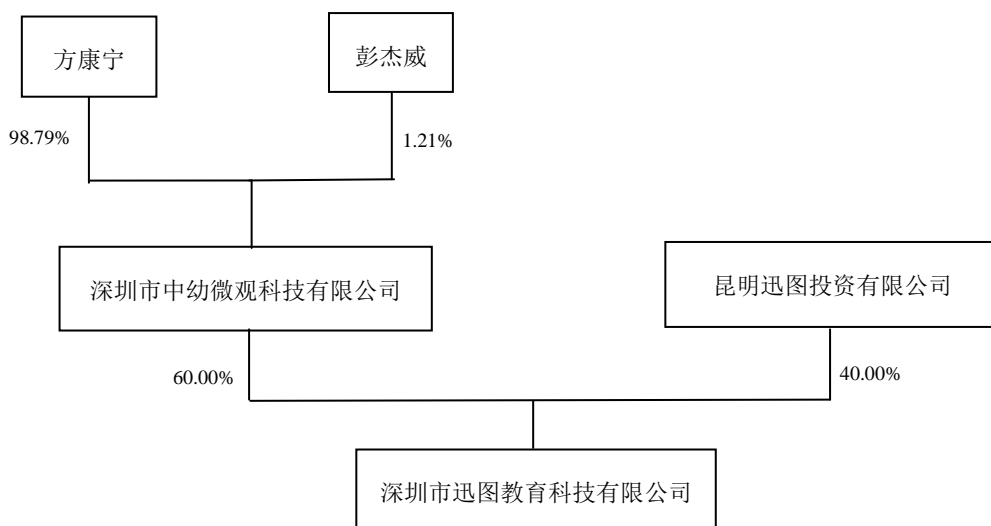 方康宁
彭杰威
98.79%
1.21%
深圳市中幼微观科技有限公司
昆明迅图投资有限公司
60.00%
40.00%
深圳市迅图教育科技有限公司